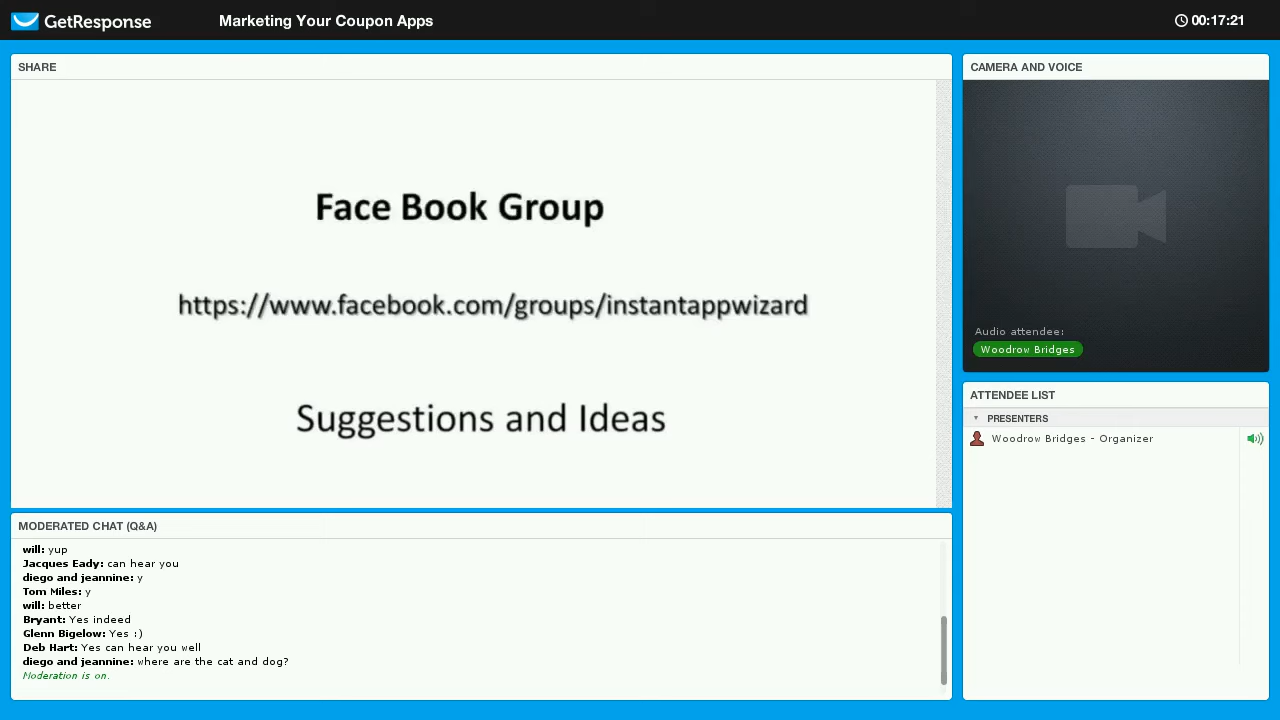 GetResponse
Marketing Your Coupon Apps
00:17:21
SHARE
Face Book Group
https://www.facebook.com/groups/instantappwizard
Suggestions and Ideas
CAMERA AND VOICE
Audio attendee:
Woodrow Bridges
ATTENDEE LIST
PRESENTERS
Woodrow Bridges - Organizer
MODERATED CHAT (Q&A)
will: yup
Jacques Eady: can hear you
diego and jeannine: y
Tom Miles: y
will: better
Bryant: Yes indeed
Glenn Bigelow: Yes :)
Deb Hart: Yes can hear you well
diego and jeannine: where are the cat and dog?
Moderation is on.